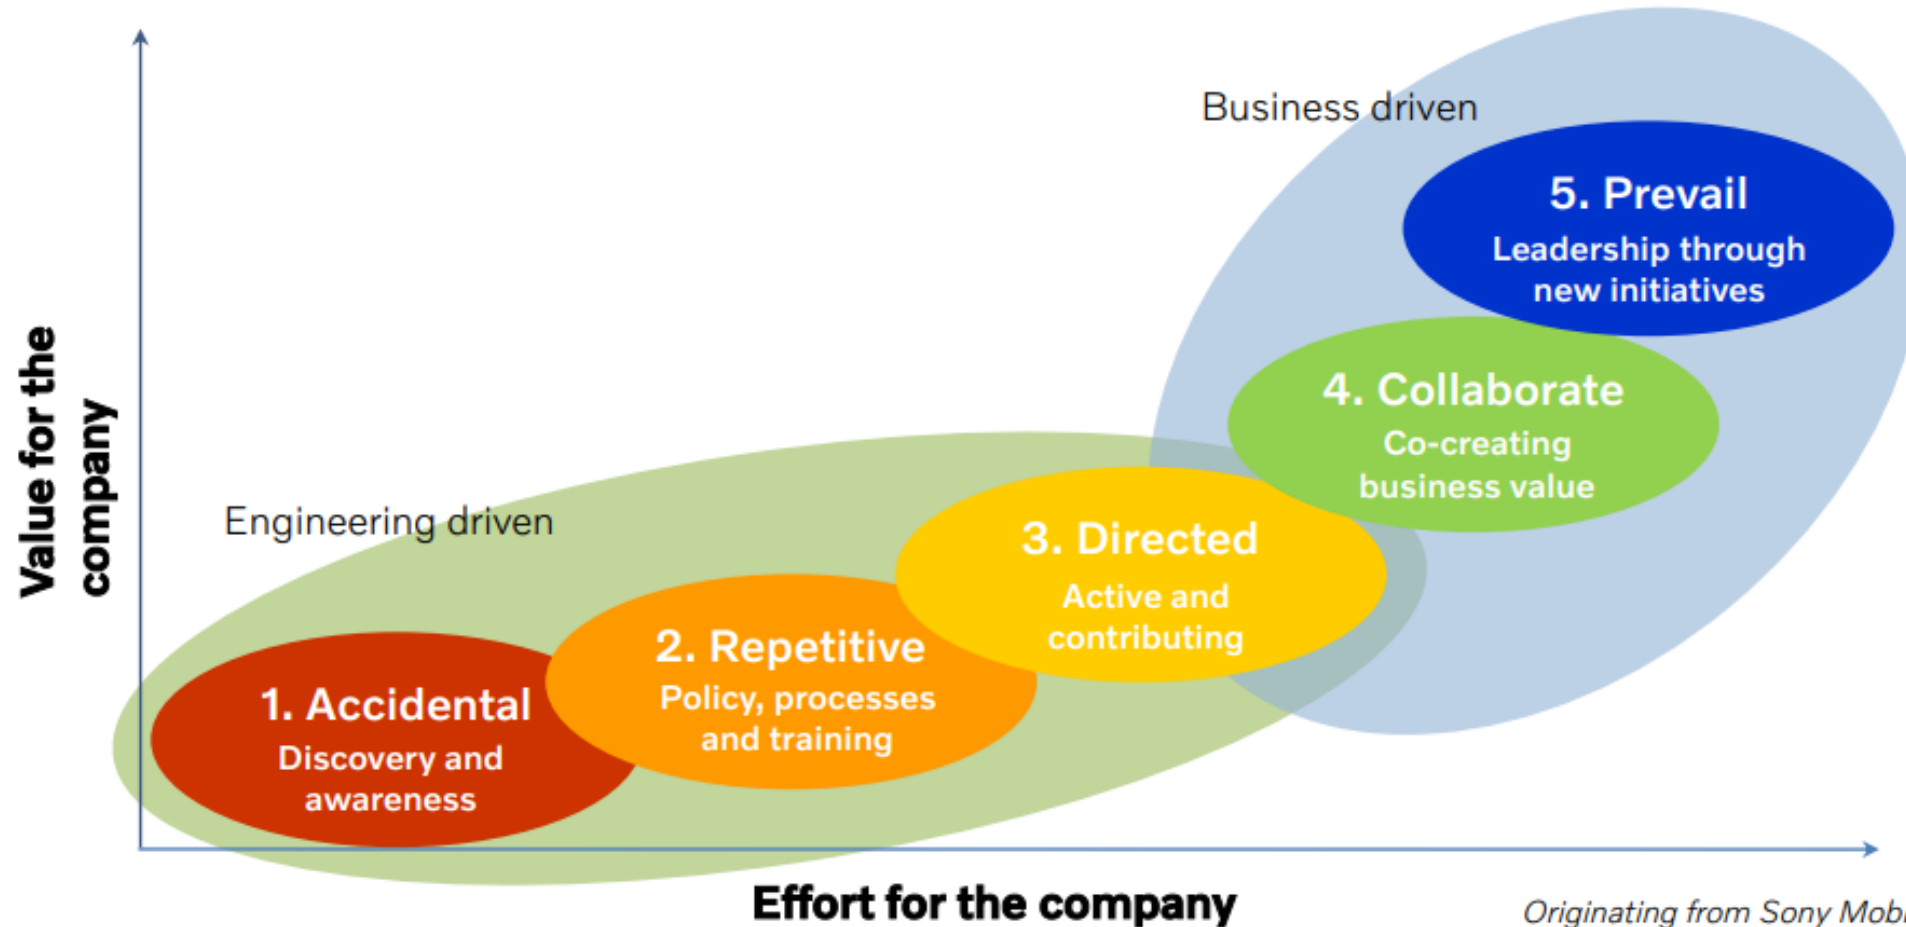 Business driven
5. Prevail
Leadership through
new initiatives
4. Collaborate
Co-creating
business value
Value for the
company
Engineering driven
3. Directed
Active and
contributing
2. Repetitive
Policy, processes
and training
1. Accidental
Discovery and
awareness
Effort for the company
Originating from Sony